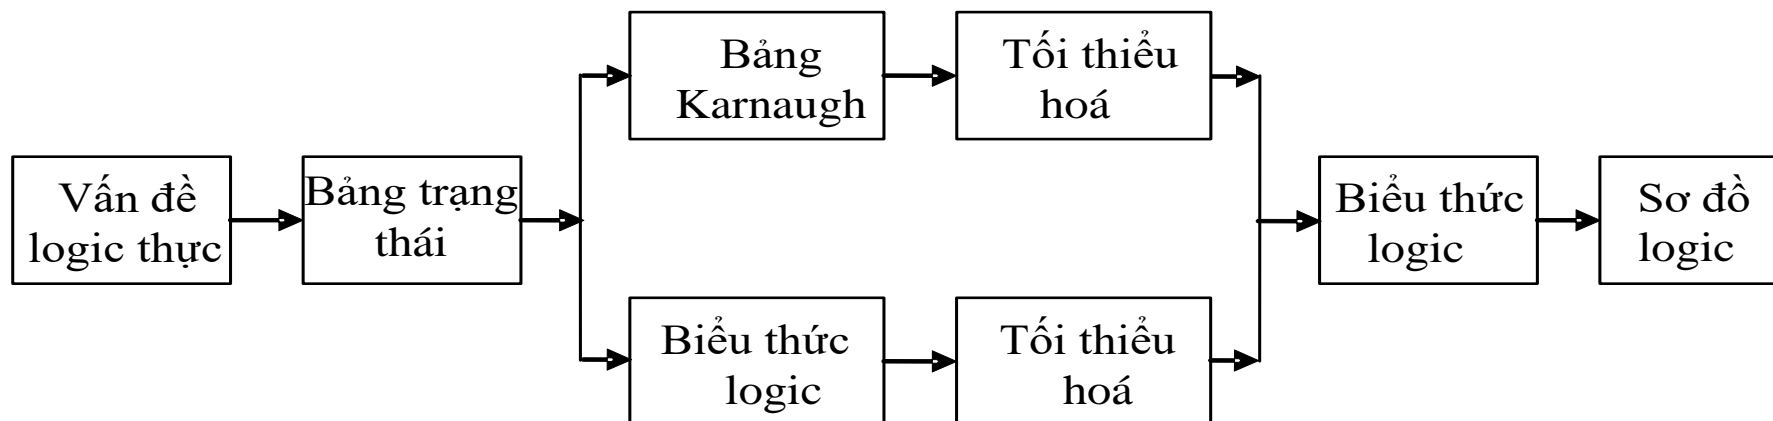 Vấn đề
logic thực
Bảng trạng
thái
Bảng
Karnaugh
Tối thiểu
hoá
Biểu thức
logic
Tối thiểu
hoá
Biểu thức
logic
Sơ đồ
logic